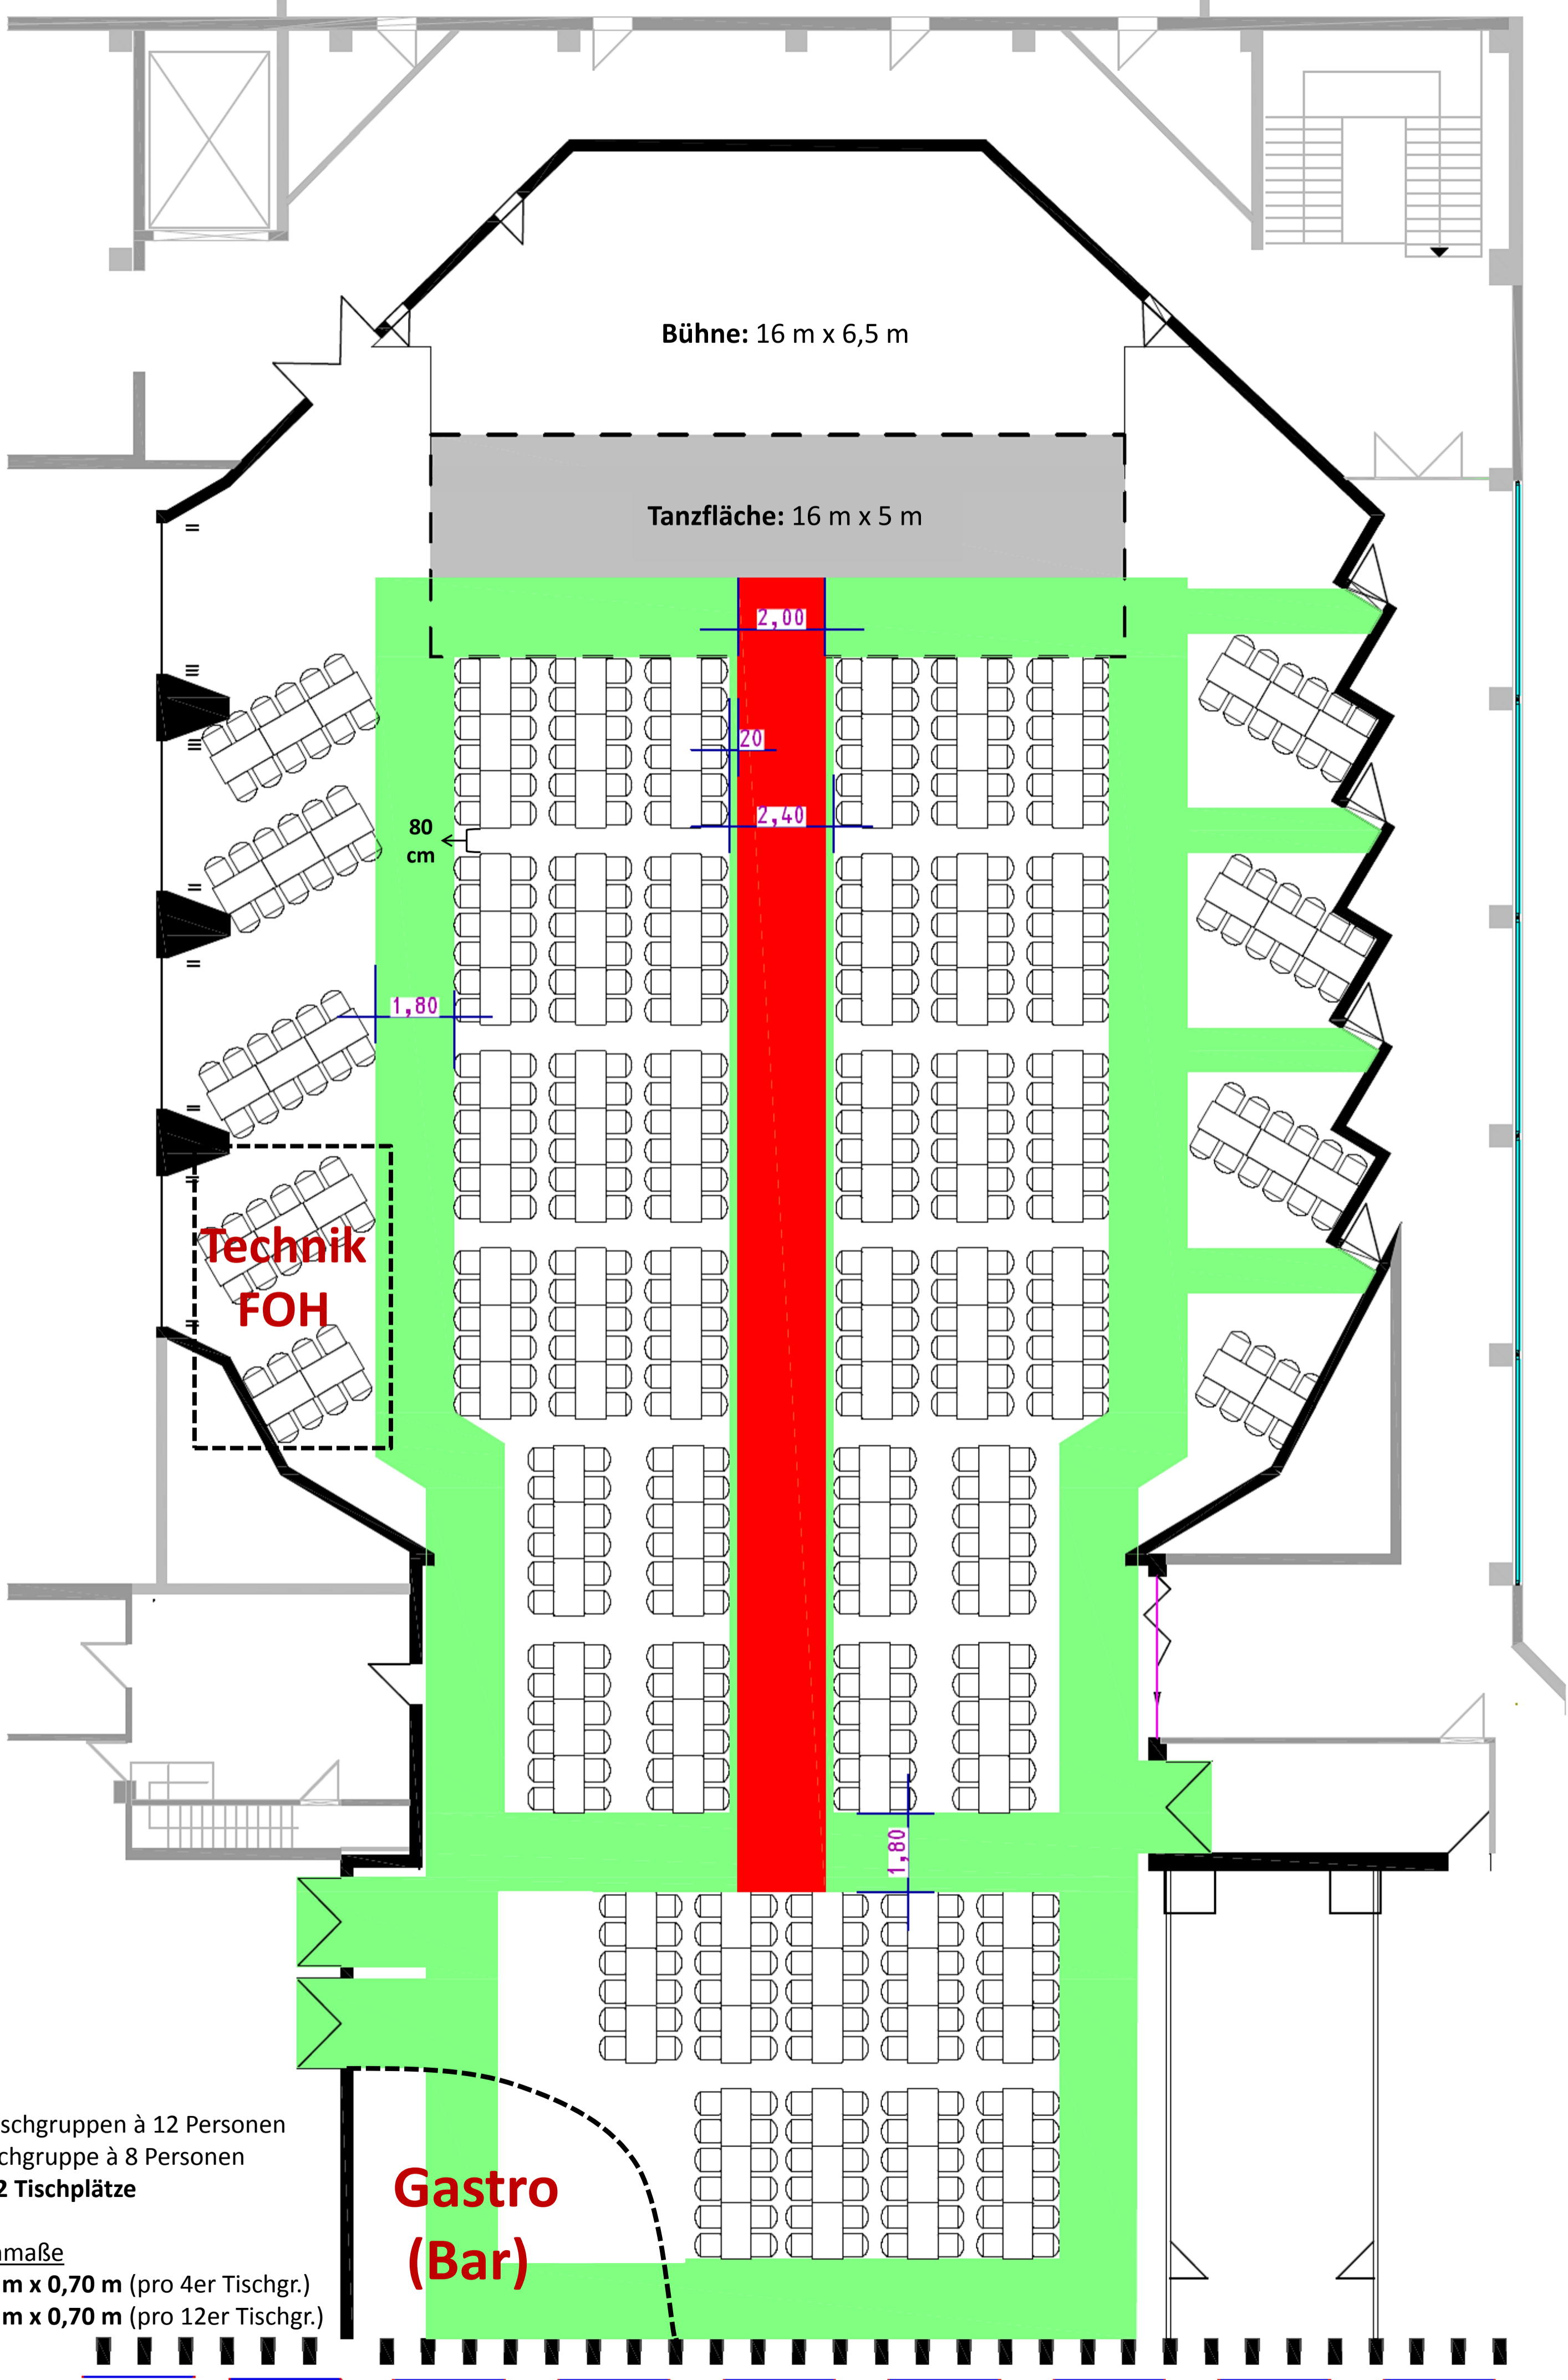 Bühne: 16 m x 6,5 m
Tanzfläche: 16 m x 5 m
2,00
20
2,40
80
cm
1,80
Technik
FOH
1,80
schgruppen à 12 Personen
chgruppe à 8 Personen
2 Tischplätze
maße
m x 0,70 m (pro 4er Tischgr.)
m x 0,70 m (pro 12er Tischgr.)
Gastro
(Bar)